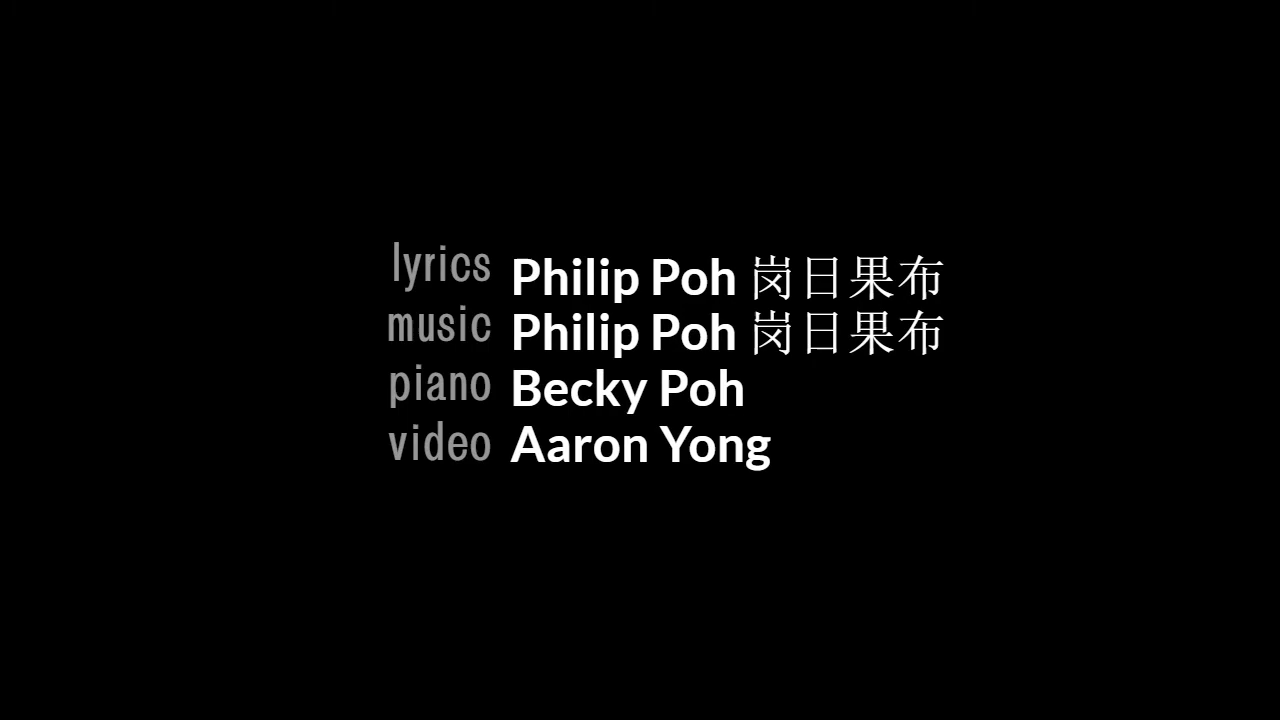 lyrics Philip Poh 岗日果布
music Philip Poh 岗日果布
piano Becky Poh
video Aaron Yong